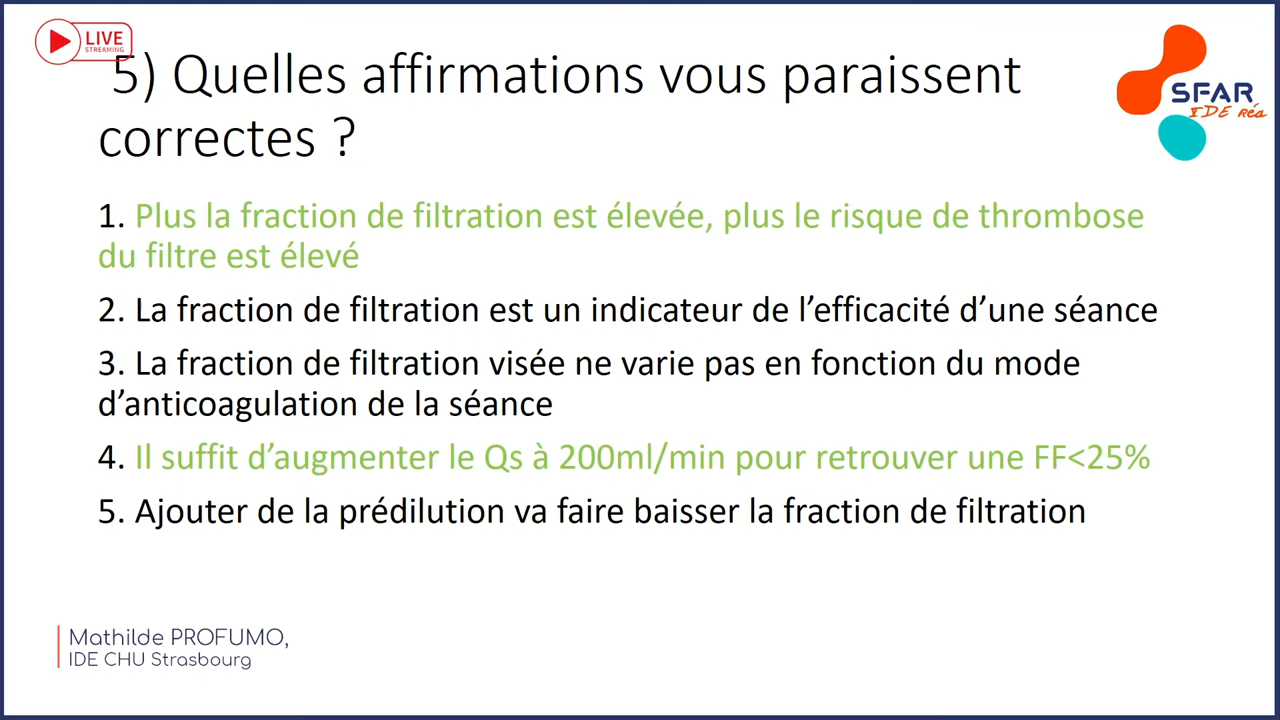 LIVE
STREAMING
5) Quelles affirmations vous paraissent
correctes ?
SFAR
IDE Réa
1. Plus la fraction de filtration est élevée, plus le risque de thrombose
du filtre est élevé
2. La fraction de filtration est un indicateur de l’efficacité d’une séance
3. La fraction de filtration visée ne varie pas en fonction du mode
d’anticoagulation de la séance
4. Il suffit d’augmenter le Qs à 200ml/min pour retrouver une FF<25%
5. Ajouter de la prédilution va faire baisser la fraction de filtration
Mathilde PROFUMO,
IDE CHU Strasbourg